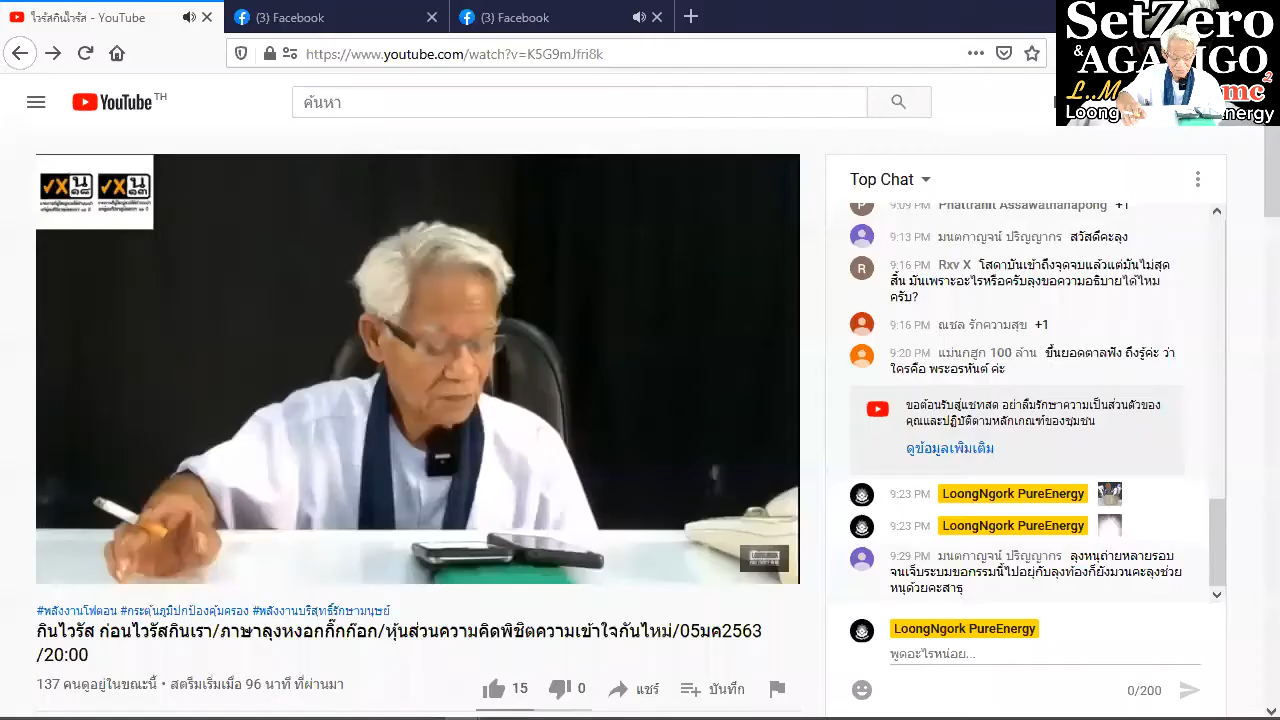 ไวรัสกินไวรัส - YouTube
(3) Facebook
(3) Facebook
https://www.youtube.com/watch?v=K5G9mJfri8k
SetZero
&
L..M
mc²
Loong
nergy
YouTube TH
ค้นหา
Top Chat
9:09 PM Phattranit Assawathanapong +1
9:13 PM มนตกาญจน์ ปริญญากร สวัสดีคะลุง
9:16 PM Rxv X โสดาบันเข้าถึงจุดจบแล้วแต่มันไม่สุด
สิ้น มันเพราะอะไรหรือครับลุงขอความอธิบายได้ไหม
ครับ?
9:16 PM ณชล รักความสุข +1
9:20 PM แม่นกฮูก 100 ล้าน ขึ้นยอดตาลฟัง ถึงรู้ค่ะ ว่า
ใครคือ พระอรหันต์ ค่ะ
ขอต้อนรับสู่แชทสด อย่าลืมรักษาความเป็นส่วนตัวของ
คุณและปฏิบัติตามหลักเกณฑ์ของชุมชน
ดูข้อมูลเพิ่มเติม
9:23 PM LoongNgork PureEnergy
9:23 PM LoongNgork PureEnergy
9:29 PM มนตกาญจน์ ปริญญากร ลุงหนูถ่ายหลายรอบ
จนเจ็บระบมขอกรรมนี้ไปอยู่กับลุงท้องก็ยังมวนคะลุงช่วย
หนูด้วยคะสาธุ
LoongNgork PureEnergy
พูดอะไรหน่อย...
0/200
#พลังงานโฟตอน #กระตุ้นภูมิปกป้องคุ้มครอง #พลังงานบริสุทธิ์รักษามนุษย์
กินไวรัส ก่อนไวรัสกินเรา/ภาษาลุงหงอกกิ๊กก๊อก/หุ้นส่วนความคิดพิชิตความเข้าใจกันไหม่/05มค2563
/20:00
137 คนดูอยู่ในขณะนี้ • สตรีมเริ่มเมื่อ 96 นาที ที่ผ่านมา
15
0
แชร์
บันทึก